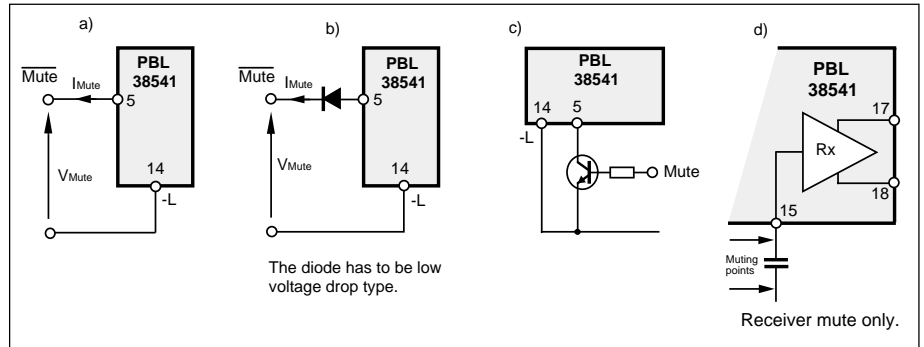 a)
PBL
38541
Mute
IMute
5
14
VMute
-L
b)
PBL
38541
Mute
IMute
5
14
VMute
-L
The diode has to be low
voltage drop type.
c)
PBL
38541
14
5
-L
Mute
d)
PBL
38541
17
Rx
18
15
Muting
points
Receiver mute only.